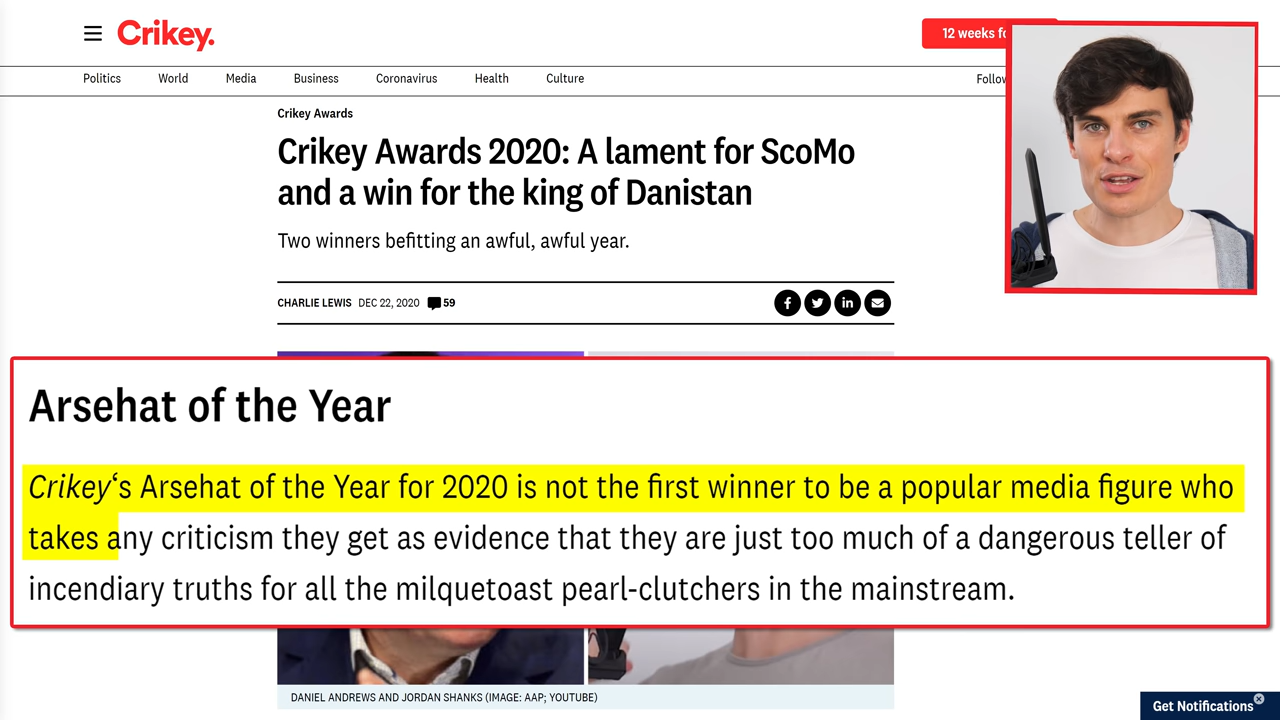 Crikey.
12 weeks fo
Politics World Media Business Coronavirus Health Culture Follow
Crikey Awards
Crikey Awards 2020: A lament for ScoMo
and a win for the king of Danistan
Two winners befitting an awful, awful year.
CHARLIE LEWIS DEC 22, 2020 59
Arsehat of the Year
Crikey‘s Arsehat of the Year for 2020 is not the first winner to be a popular media figure who
takes any criticism they get as evidence that they are just too much of a dangerous teller of
incendiary truths for all the milquetoast pearl-clutchers in the mainstream.
DANIEL ANDREWS AND JORDAN SHANKS (IMAGE: AAP; YOUTUBE)
Get Notifications